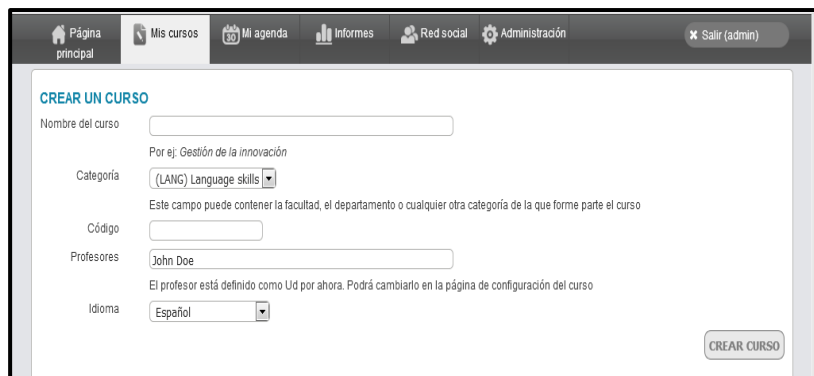 Página principal
Mis cursos
30 Mi agenda
Informes
Red social
Administración
Salir (admin)
CREAR UN CURSO
Nombre del curso
Por ej: Gestión de la innovación
Categoría
(LANG) Language skills
Este campo puede contener la facultad, el departamento o cualquier otra categoría de la que forme parte el curso
Código
Profesores
John Doe
El profesor está definido como Ud por ahora. Podrá cambiarlo en la página de configuración del curso
Idioma
Español
CREAR CURSO